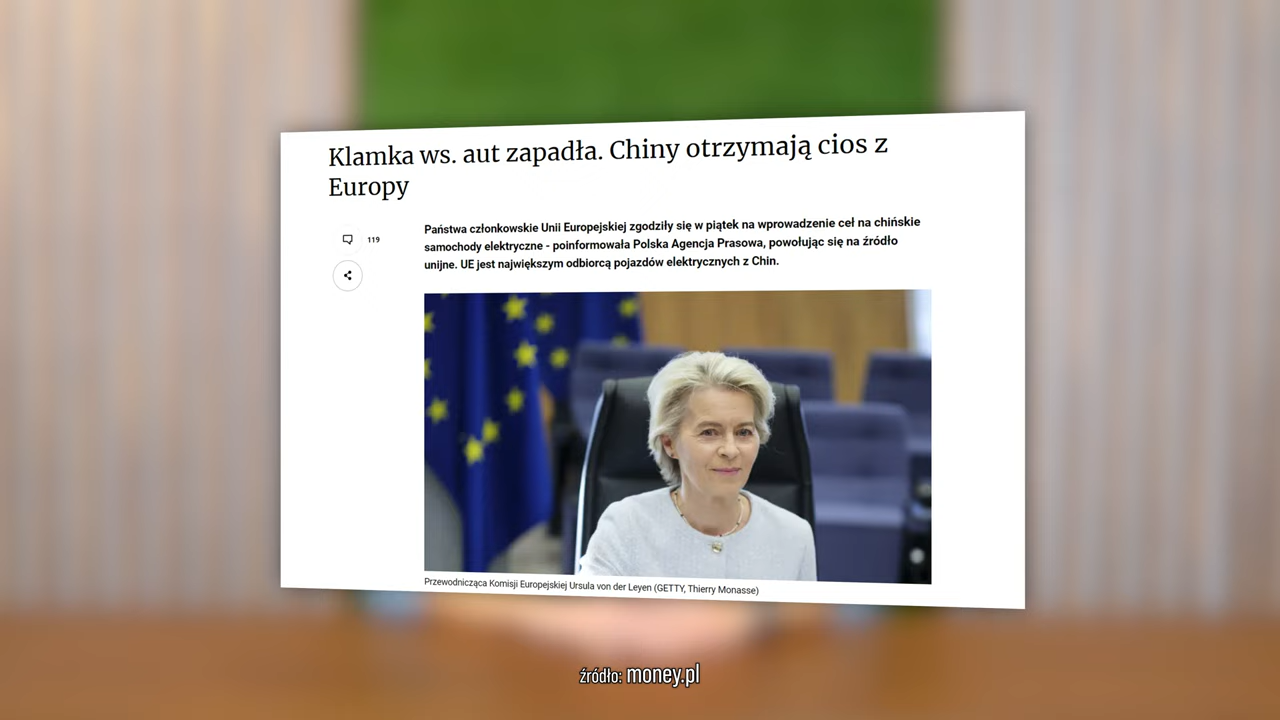 Klamka ws. aut zapadła. Chiny otrzymają cios z
Europy
119
Państwa członkowskie Unii Europejskiej zgodziły się w piątek na wprowadzenie ceł na chińskie
samochody elektryczne - poinformowała Polska Agencja Prasowa, powołując się na źródło
unijne. UE jest największym odbiorcą pojazdów elektrycznych z Chin.
Przewodnicząca Komisji Europejskiej Ursula von der Leyen (GETTY, Thierry Monasse)
źródło: money.pl